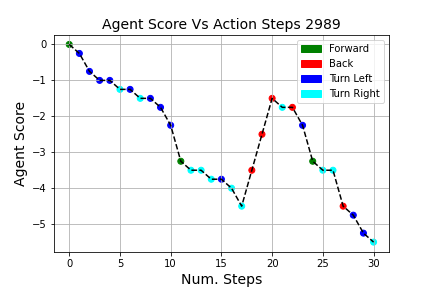 Agent Score Vs Action Steps 2989
Forward
Back
Turn Left
Turn Right
Agent Score
0
−1
−2
−3
−4
−5
0 5 10 15 20 25 30
Num. Steps